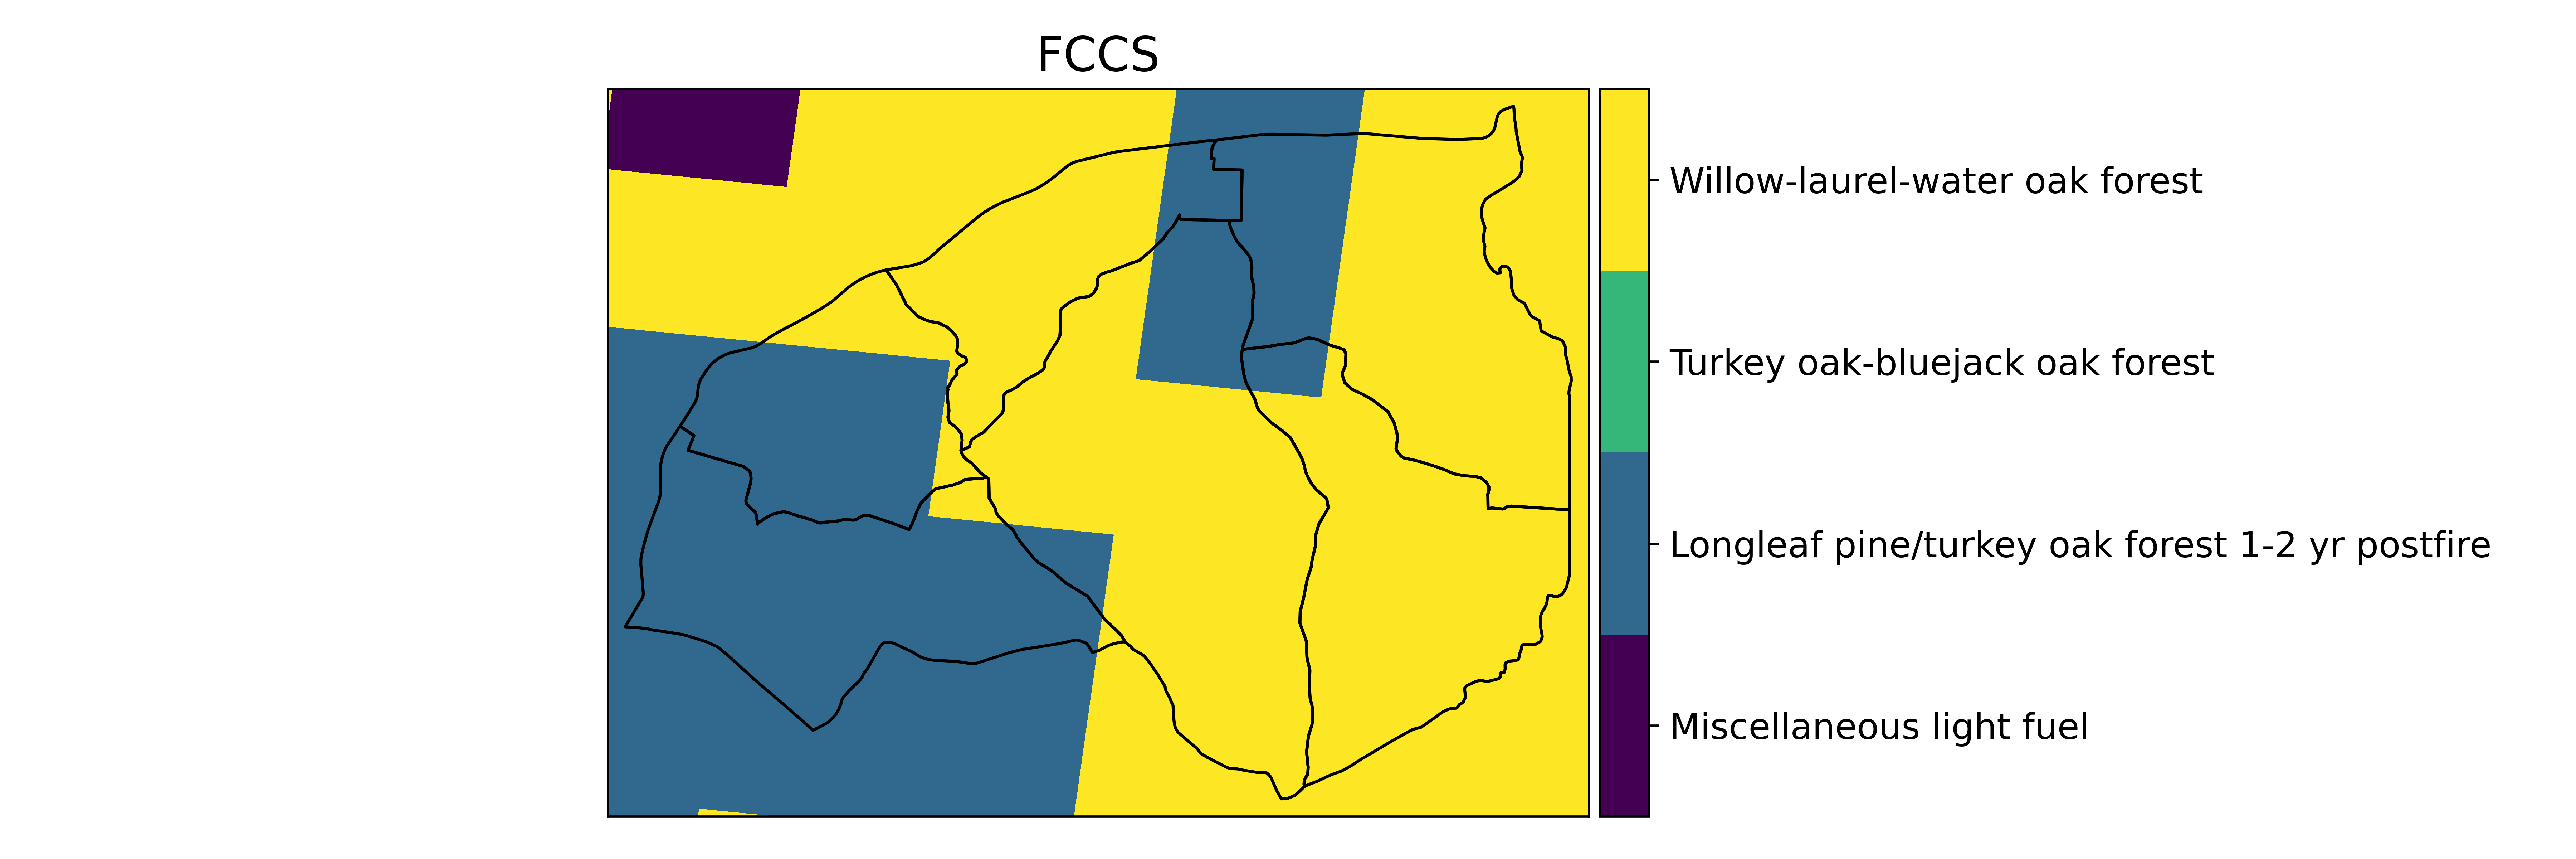 FCCS
Willow-laurel-water oak forest
Turkey oak-bluejack oak forest
Longleaf pine/turkey oak forest 1-2 yr postfire
Miscellaneous light fuel